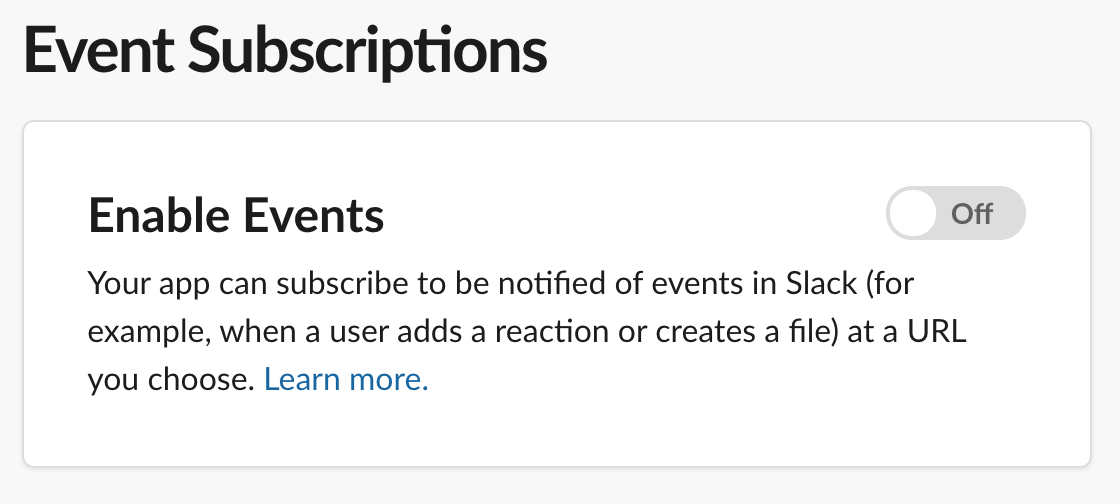 Event Subscriptions
Enable Events
Off
Your app can subscribe to be notified of events in Slack (for
example, when a user adds a reaction or creates a file) at a URL
you choose. Learn more.